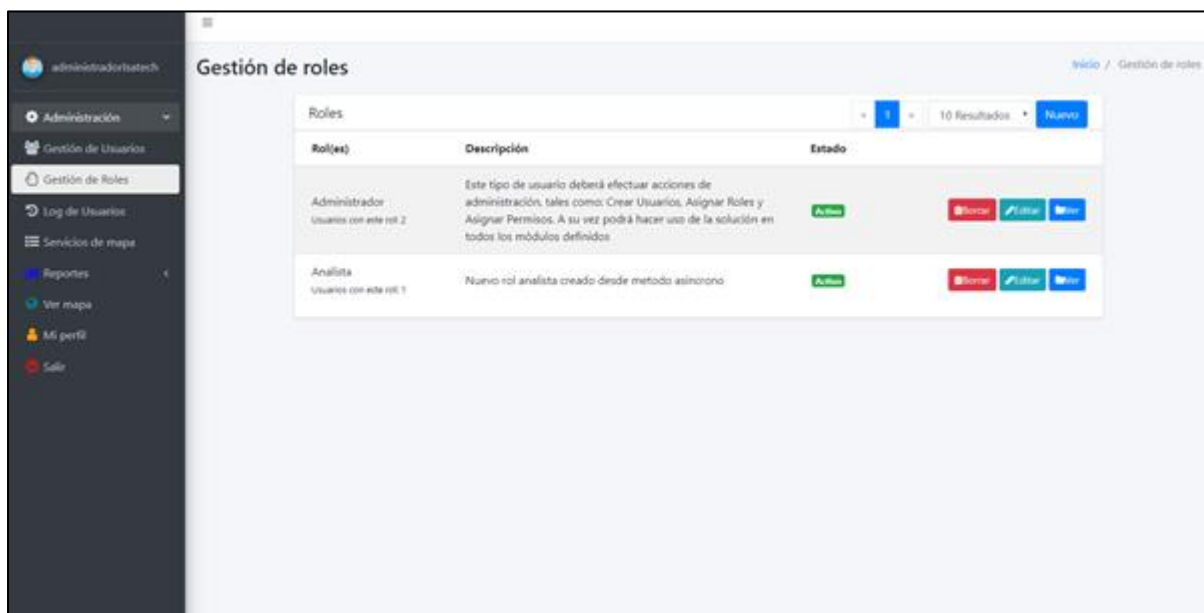 administradorIsatech
Administración
Gestión de Usuarios
Gestión de Roles
Log de Usuarios
Servicios de mapa
Reportes
Ver mapa
Mi perfil
Salir
Gestión de roles
Inicio / Gestión de roles
Roles
« 1 » 10 Resultados Nuevo
Rol(es) Descripción Estado
Administrador
Usuarios con este rol: 2
Este tipo de usuario deberá efectuar acciones de
administración, tales como: Crear Usuarios, Asignar Roles y
Asignar Permisos. A su vez podrá hacer uso de la solución en
todos los módulos definidos
Activo
Borrar Editar Ver
Analista
Usuarios con este rol: 1
Nuevo rol analista creado desde metodo asincrono
Activo
Borrar Editar Ver